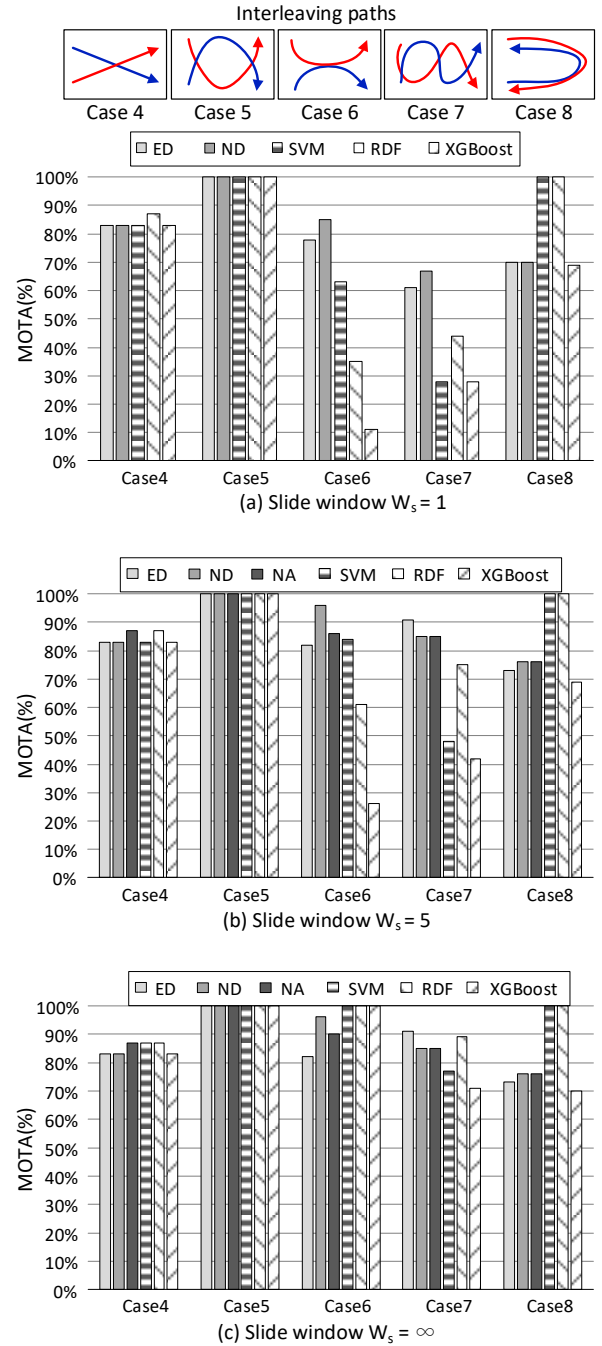 Interleaving paths
Case 4 Case 5 Case 6 Case 7 Case 8
ED ND SVM RDF XGBoost
100%
90%
80%
70%
60%
50%
40%
30%
20%
10%
0%
MOTA(%)
Case4 Case5 Case6 Case7 Case8
(a) Slide window Ws = 1
ED ND NA SVM RDF XGBoost
100%
90%
80%
70%
60%
50%
40%
30%
20%
10%
0%
MOTA(%)
Case4 Case5 Case6 Case7 Case8
(b) Slide window Ws = 5
ED ND NA SVM RDF XGBoost
100%
90%
80%
70%
60%
50%
40%
30%
20%
10%
0%
MOTA(%)
Case4 Case5 Case6 Case7 Case8
(c) Slide window Ws = ∞